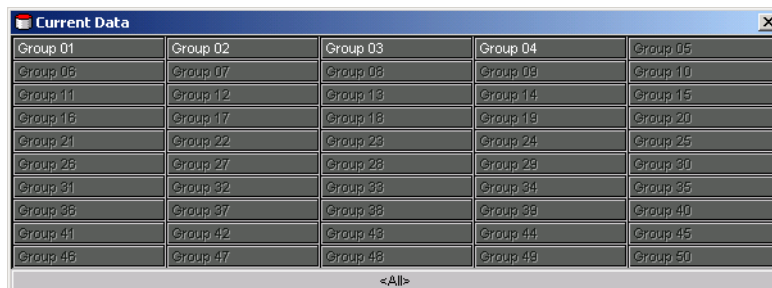 Current Data
Group 01 Group 02 Group 03 Group 04 Group 05
Group 06 Group 07 Group 08 Group 09 Group 10
Group 11 Group 12 Group 13 Group 14 Group 15
Group 16 Group 17 Group 18 Group 19 Group 20
Group 21 Group 22 Group 23 Group 24 Group 25
Group 26 Group 27 Group 28 Group 29 Group 30
Group 31 Group 32 Group 33 Group 34 Group 35
Group 36 Group 37 Group 38 Group 39 Group 40
Group 41 Group 42 Group 43 Group 44 Group 45
Group 46 Group 47 Group 48 Group 49 Group 50
<All>